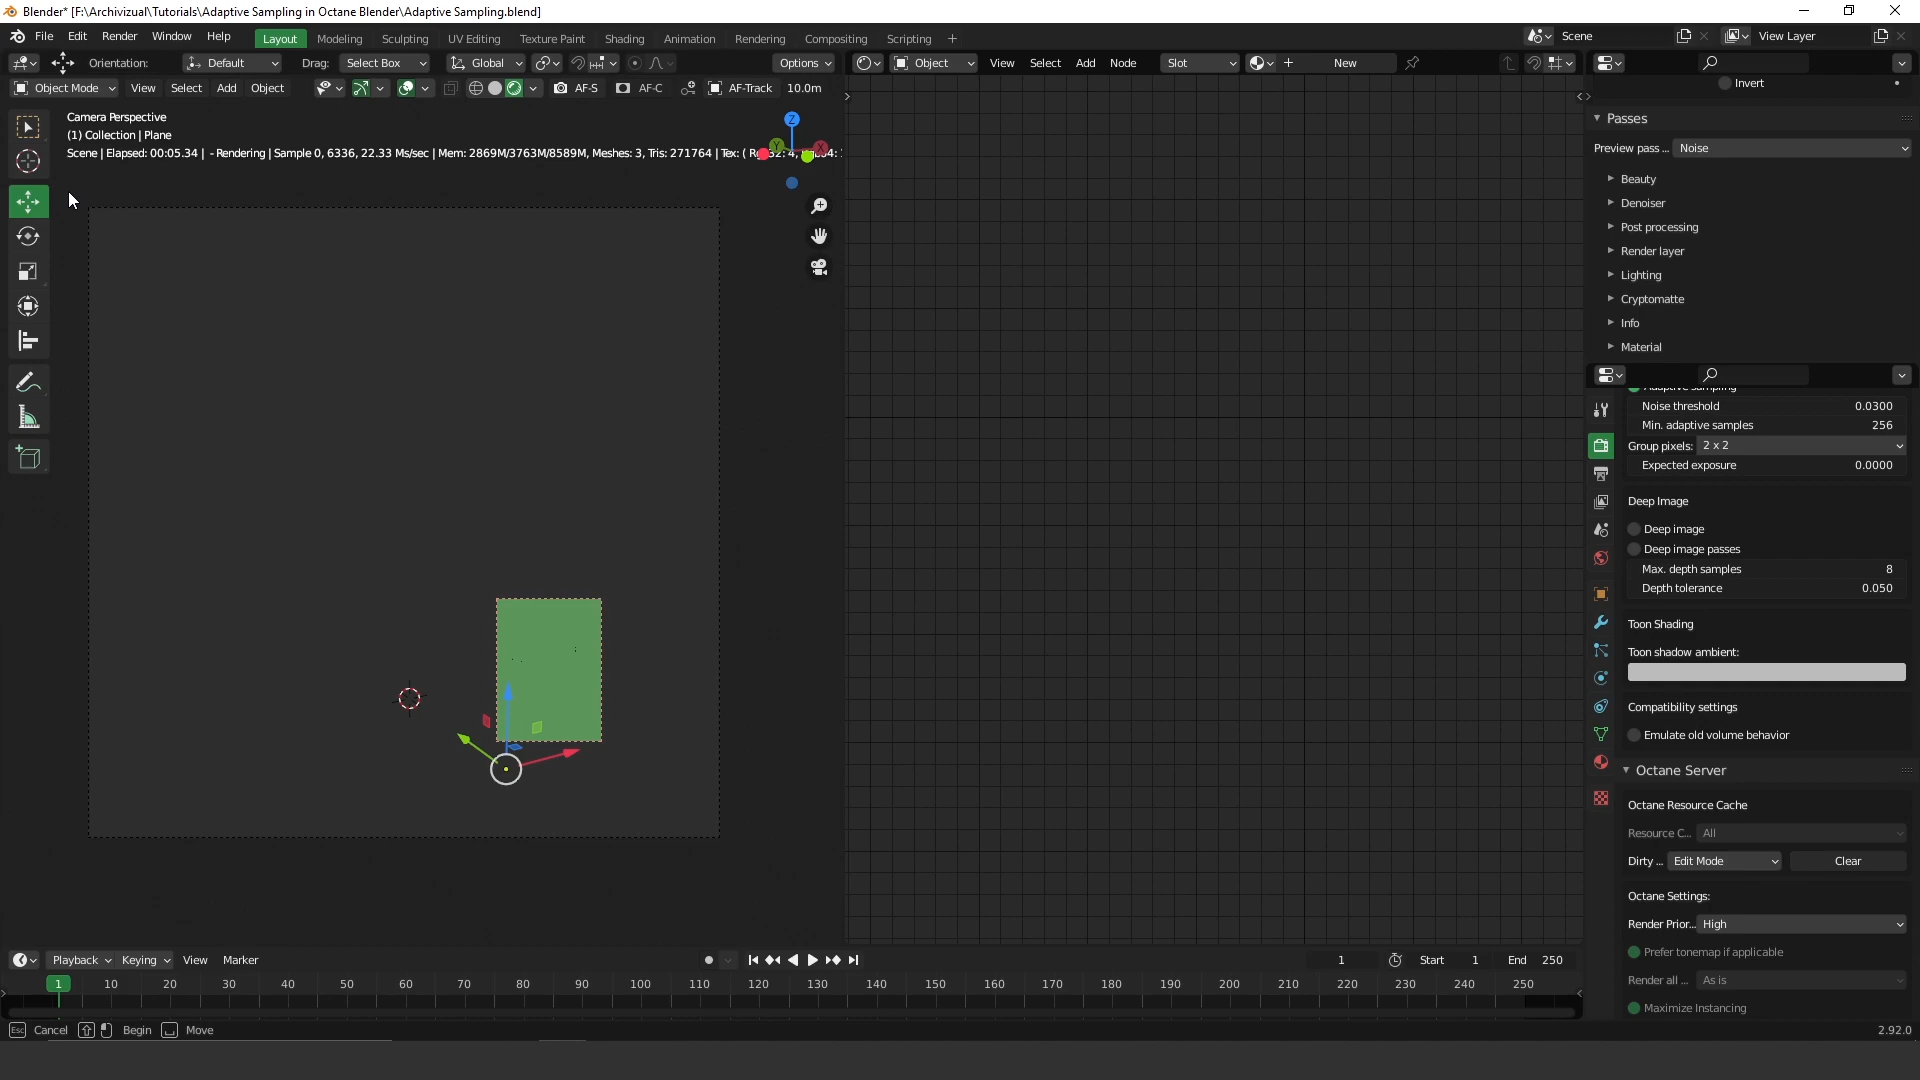 Blender* [F:\Archivizual\Tutorials\Adaptive Sampling in Octane Blender\Adaptive Sampling.blend]
File Edit Render Window Help Layout Modeling Sculpting UV Editing Texture Paint Shading Animation Rendering Compositing Scripting + Scene View Layer
Orientation: Default Drag: Select Box Global Options Object View Select Add Node Slot New
Object Mode View Select Add Object AF-S AF-C AF-Track 10.0m
Invert
Camera Perspective
(1) Collection | Plane
Scene | Elapsed: 00:05.34 | - Rendering | Sample 0, 6336, 22.33 Ms/sec | Mem: 2869M/3763M/8589M, Meshes: 3, Tris: 271764 | Tex: (
Z
Y
X
Passes
Preview pass ... Noise
Beauty
Denoiser
Post processing
Render layer
Lighting
Cryptomatte
Info
Material
Adaptive sampling
Noise threshold 0.0300
Min. adaptive samples 256
Group pixels: 2 x 2
Expected exposure 0.0000
Deep Image
Deep image
Deep image passes
Max. depth samples 8
Depth tolerance 0.050
Toon Shading
Toon shadow ambient:
Compatibility settings
Emulate old volume behavior
Octane Server
Octane Resource Cache
Resource C... All
Dirty ... Edit Mode Clear
Octane Settings:
Render Prior... High
Prefer tonemap if applicable
Render all ... As is
Maximize Instancing
Playback Keying View Marker 1 Start 1 End 250
1 10 20 30 40 50 60 70 80 90 100 110 120 130 140 150 160 170 180 190 200 210 220 230 240 250
Esc Cancel Begin Move 2.92.0